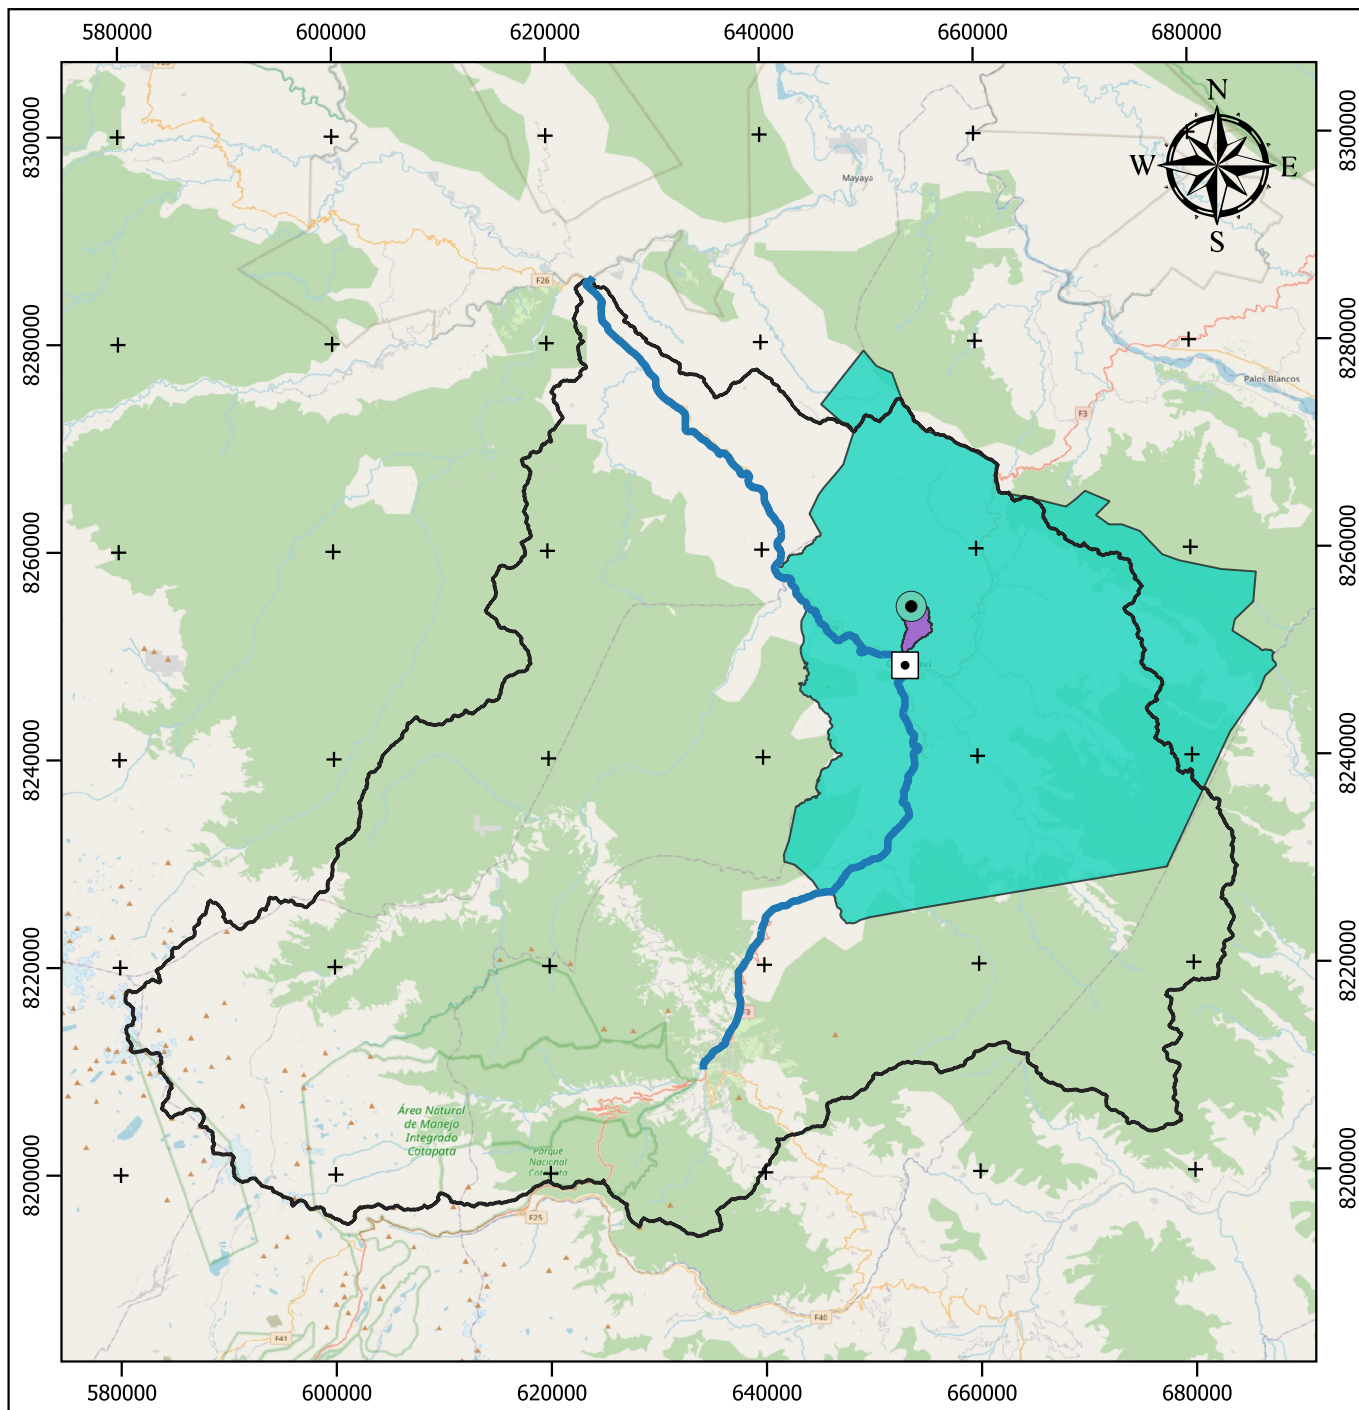 580000 600000 620000 640000 660000 680000
N
W E
S
8300000 8300000
F26
Mayaya
F26
8280000 8280000
Palos Blancos
F3
8260000 8260000
8240000 8240000
8220000 8220000
F3
Área Natural
de Manejo
Integrado
Cotapata
Parque
Nacional
Cotapata
8200000 8200000
F25
F40
F41
580000 600000 620000 640000 660000 680000